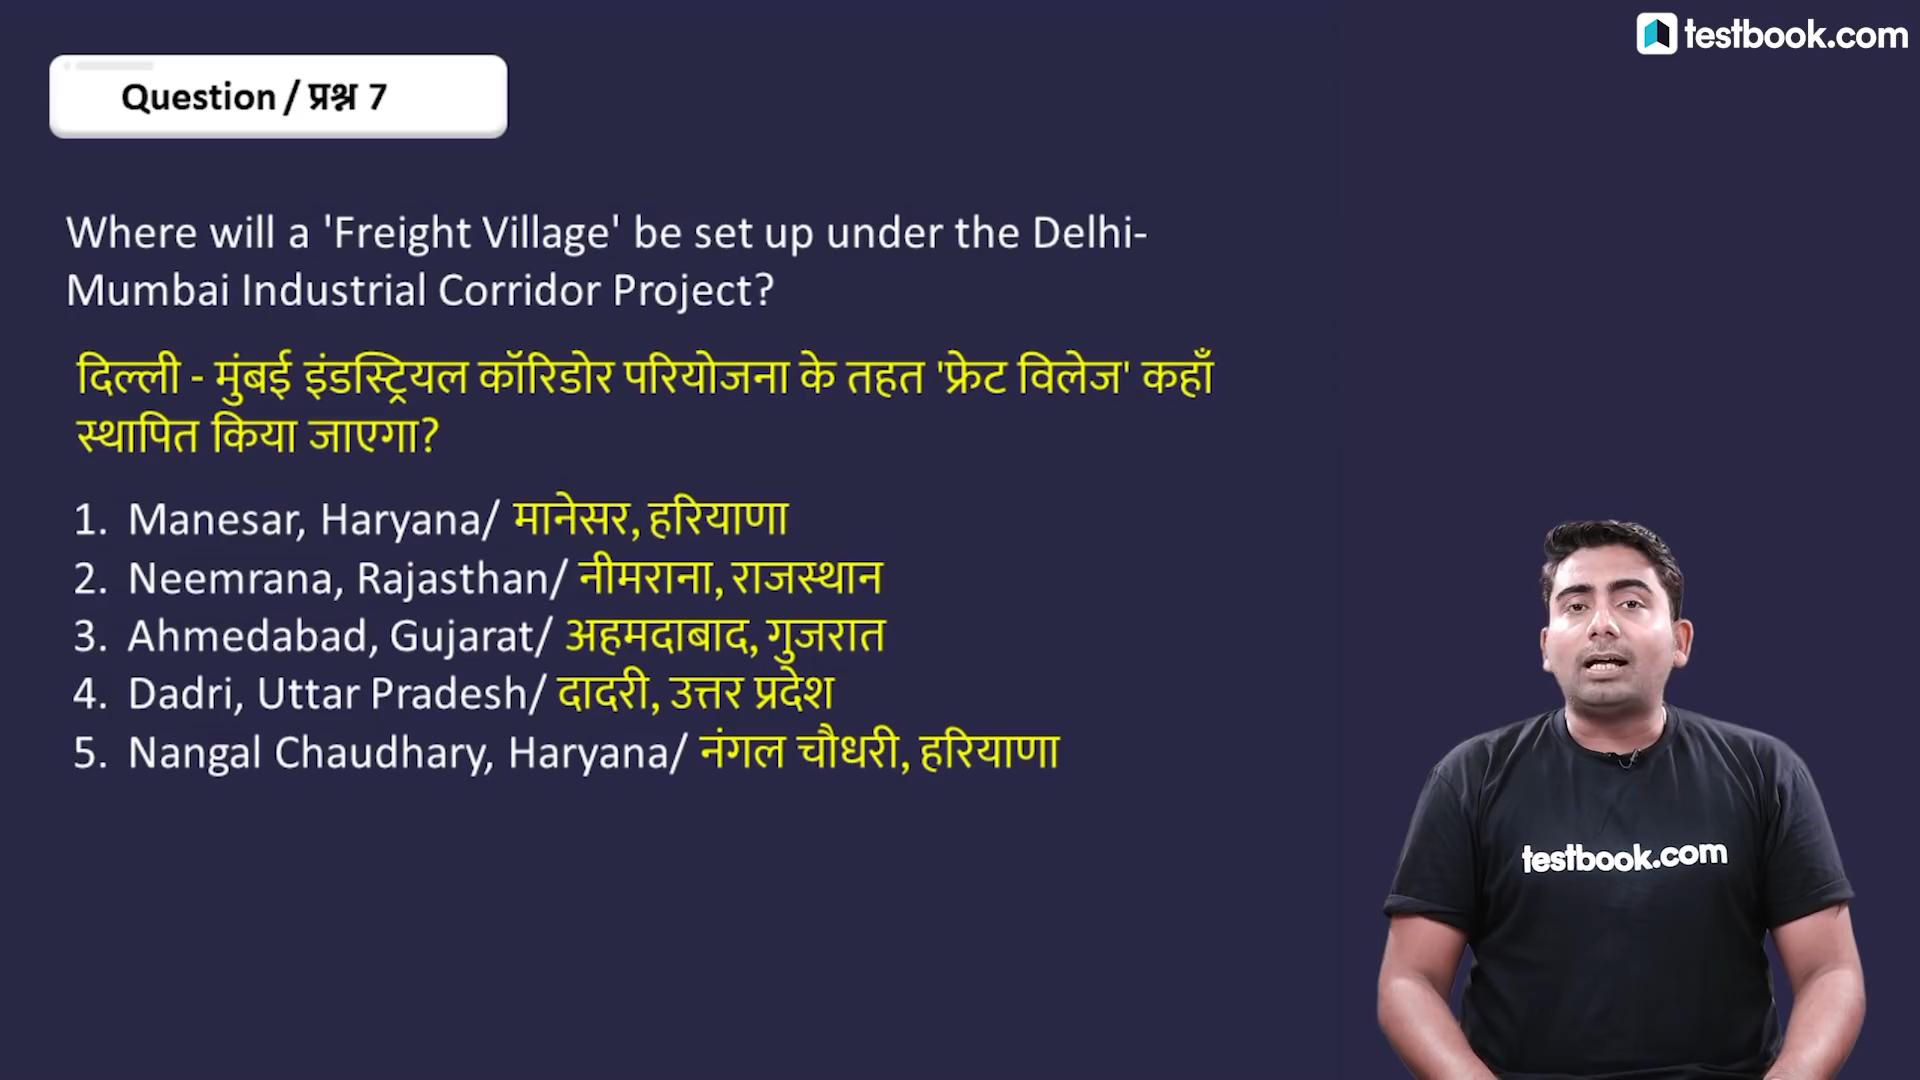 testbook.com
Question / प्रश्न 7
Where will a 'Freight Village' be set up under the Delhi-
Mumbai Industrial Corridor Project?
दिल्ली - मुंबई इंडस्ट्रियल कॉरिडोर परियोजना के तहत 'फ्रेट विलेज' कहाँ
स्थापित किया जाएगा?
1. Manesar, Haryana/ मानेसर, हरियाणा
2. Neemrana, Rajasthan/ नीमराना, राजस्थान
3. Ahmedabad, Gujarat/ अहमदाबाद, गुजरात
4. Dadri, Uttar Pradesh/ दादरी, उत्तर प्रदेश
5. Nangal Chaudhary, Haryana/ नंगल चौधरी, हरियाणा
testbook.com